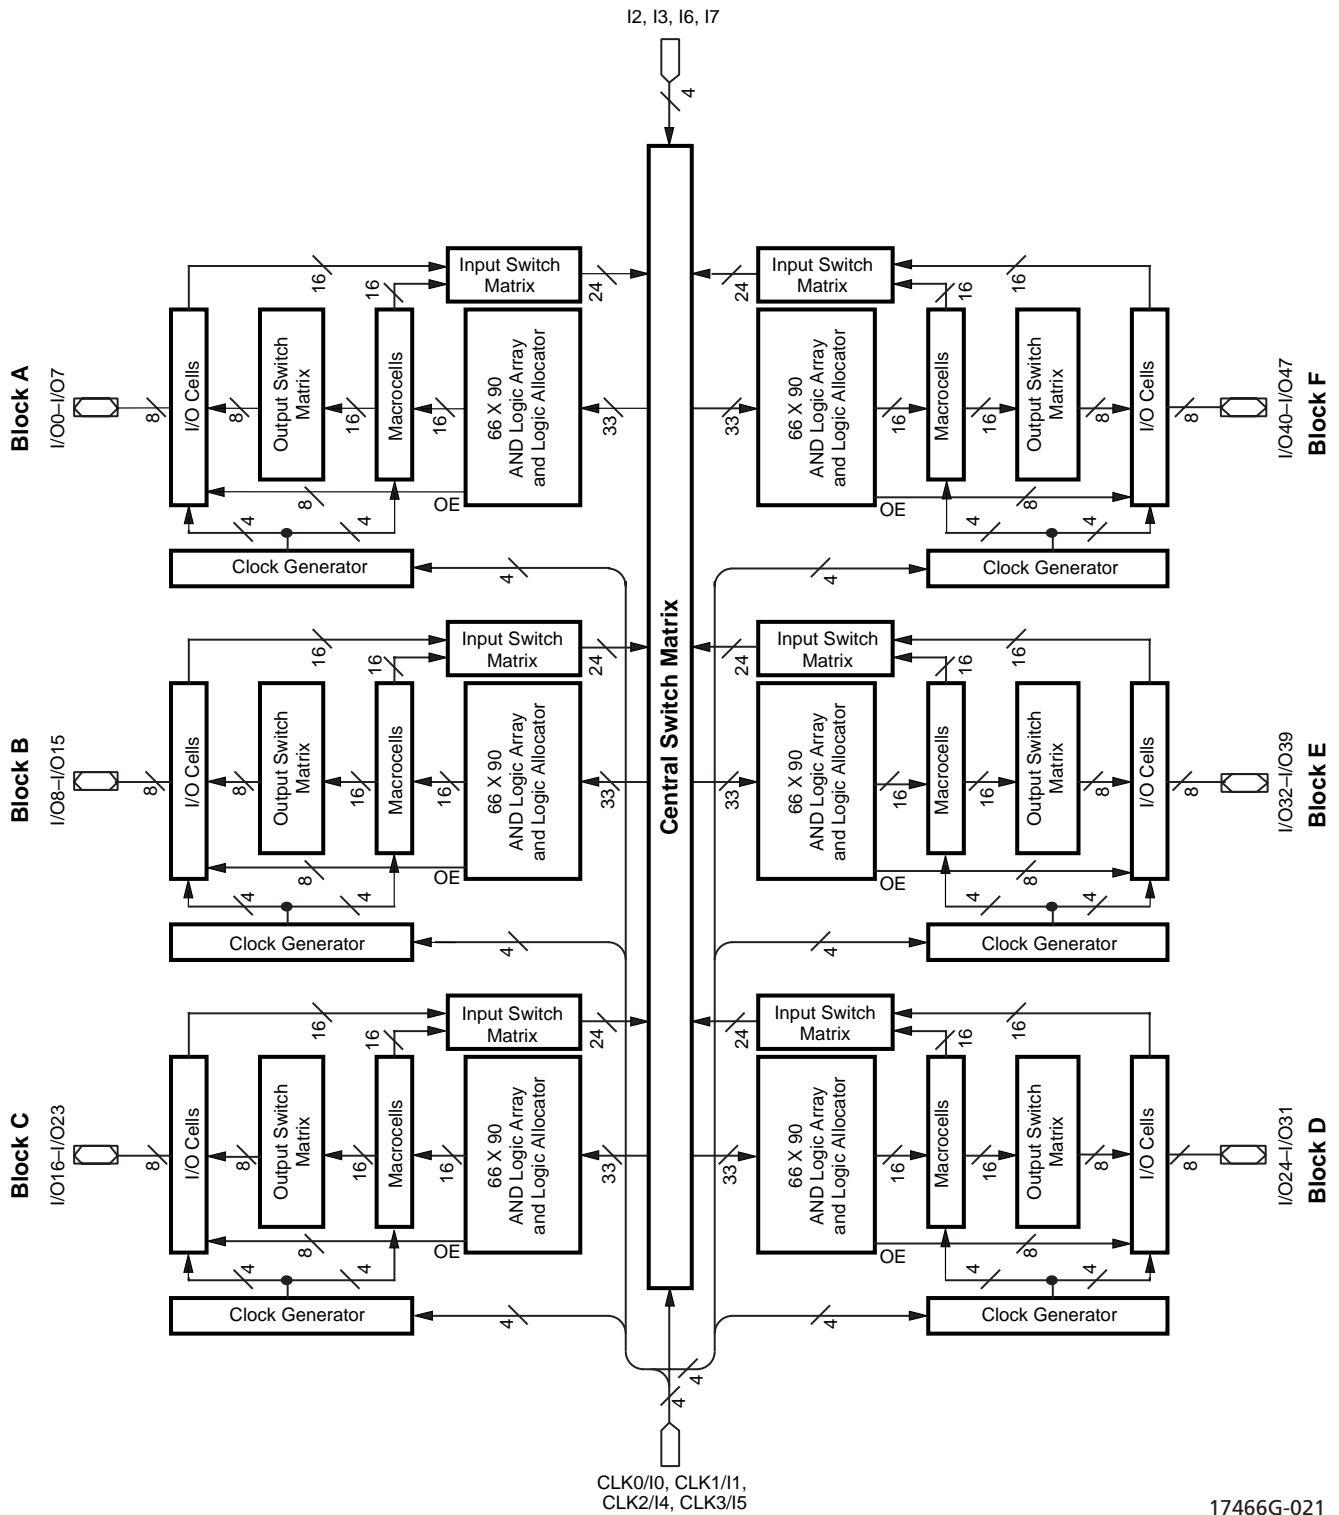 I2, I3, I6, I7
4
Central Switch Matrix
Block A
I/O0–I/O7
8
I/O Cells
8
Output Switch
Matrix
16
Macrocells
16
66 X 90
AND Logic Array
and Logic Allocator
33
16
16
Input Switch
Matrix
24
OE
8
4
4
Clock Generator
4
Block F
I/O40–I/O47
8
I/O Cells
8
Output Switch
Matrix
16
Macrocells
16
66 X 90
AND Logic Array
and Logic Allocator
33
16
16
Input Switch
Matrix
24
OE
8
4
4
Clock Generator
4
Block B
I/O8–I/O15
8
I/O Cells
8
Output Switch
Matrix
16
Macrocells
16
66 X 90
AND Logic Array
and Logic Allocator
33
16
16
Input Switch
Matrix
24
OE
8
4
4
Clock Generator
4
Block E
I/O32–I/O39
8
I/O Cells
8
Output Switch
Matrix
16
Macrocells
16
66 X 90
AND Logic Array
and Logic Allocator
33
16
16
Input Switch
Matrix
24
OE
8
4
4
Clock Generator
4
Block C
I/O16–I/O23
8
I/O Cells
8
Output Switch
Matrix
16
Macrocells
16
66 X 90
AND Logic Array
and Logic Allocator
33
16
16
Input Switch
Matrix
24
OE
8
4
4
Clock Generator
4
Block D
I/O24–I/O31
8
I/O Cells
8
Output Switch
Matrix
16
Macrocells
16
66 X 90
AND Logic Array
and Logic Allocator
33
16
16
Input Switch
Matrix
24
OE
8
4
4
Clock Generator
4
4
4
CLK0/I0, CLK1/I1,
CLK2/I4, CLK3/I5
17466G-021